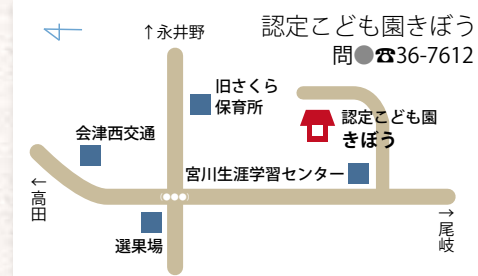 認定こども園きぼう
問●☎36-7612
↑永井野
旧さくら
保育所
認定こども園
きぼう
会津西交通
宮川生涯学習センター
←高田
→尾岐
選果場